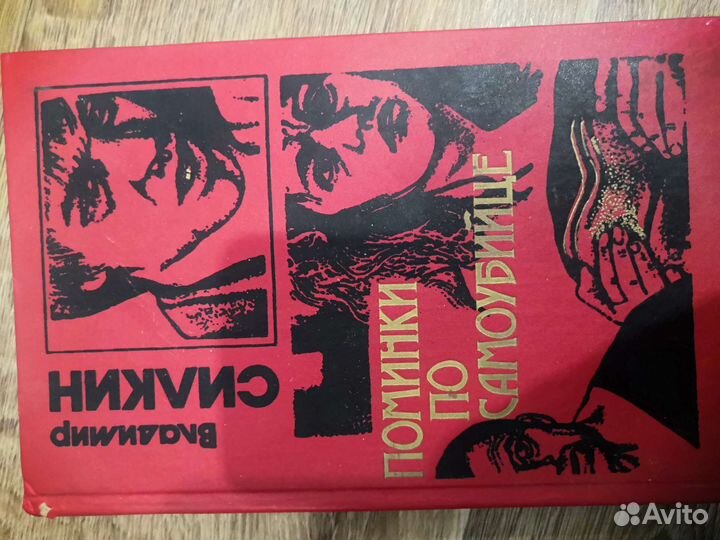 Владимир
СИЛКИН
ПОМИНКИ
ПО
САМОУБИЙЦЕ
Avito